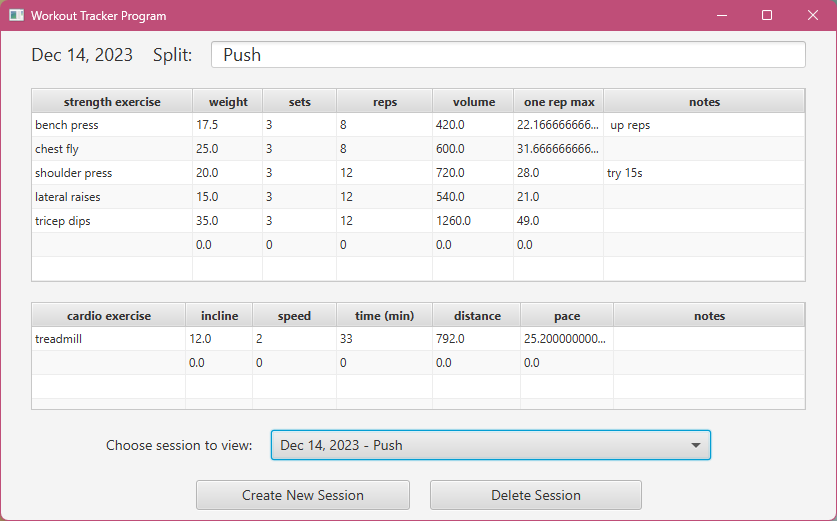 Workout Tracker Program
Dec 14, 2023 Split: Push
strength exercise weight sets reps volume one rep max notes
bench press 17.5 3 8 420.0 22.166666666... up reps
chest fly 25.0 3 8 600.0 31.666666666...
shoulder press 20.0 3 12 720.0 28.0 try 15s
lateral raises 15.0 3 12 540.0 21.0
tricep dips 35.0 3 12 1260.0 49.0
0.0 0 0 0.0 0.0
cardio exercise incline speed time (min) distance pace notes
treadmill 12.0 2 33 792.0 25.200000000...
0.0 0 0 0.0 0.0
Choose session to view: Dec 14, 2023 - Push
Create New Session Delete Session